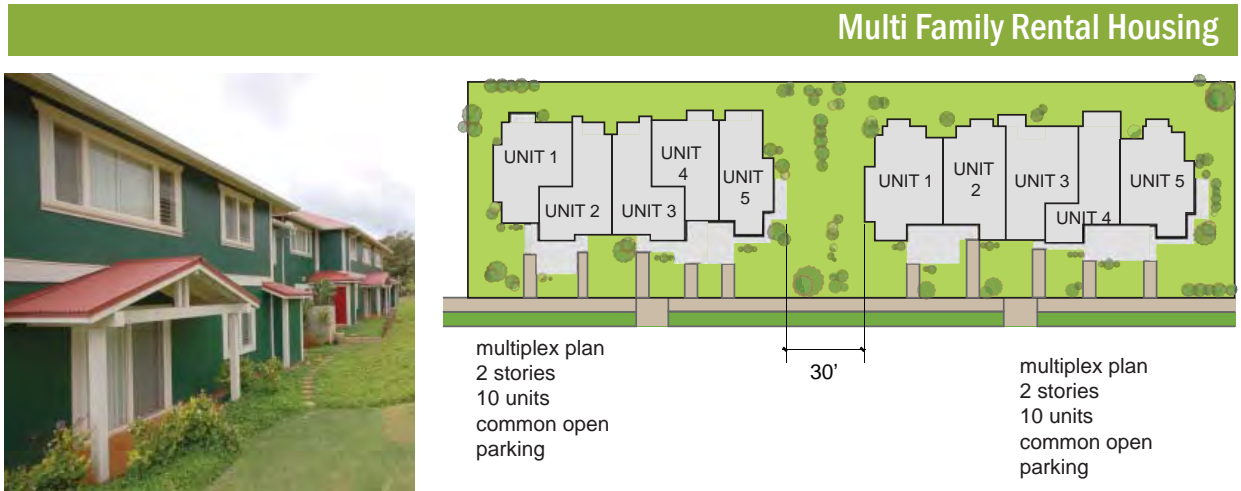 Multi Family Rental Housing
UNIT 1
UNIT 2
UNIT 3
UNIT
4
UNIT
5
UNIT 1
UNIT
2
UNIT 3
UNIT 4
UNIT 5
multiplex plan
2 stories
10 units
common open
parking
30’
multiplex plan
2 stories
10 units
common open
parking